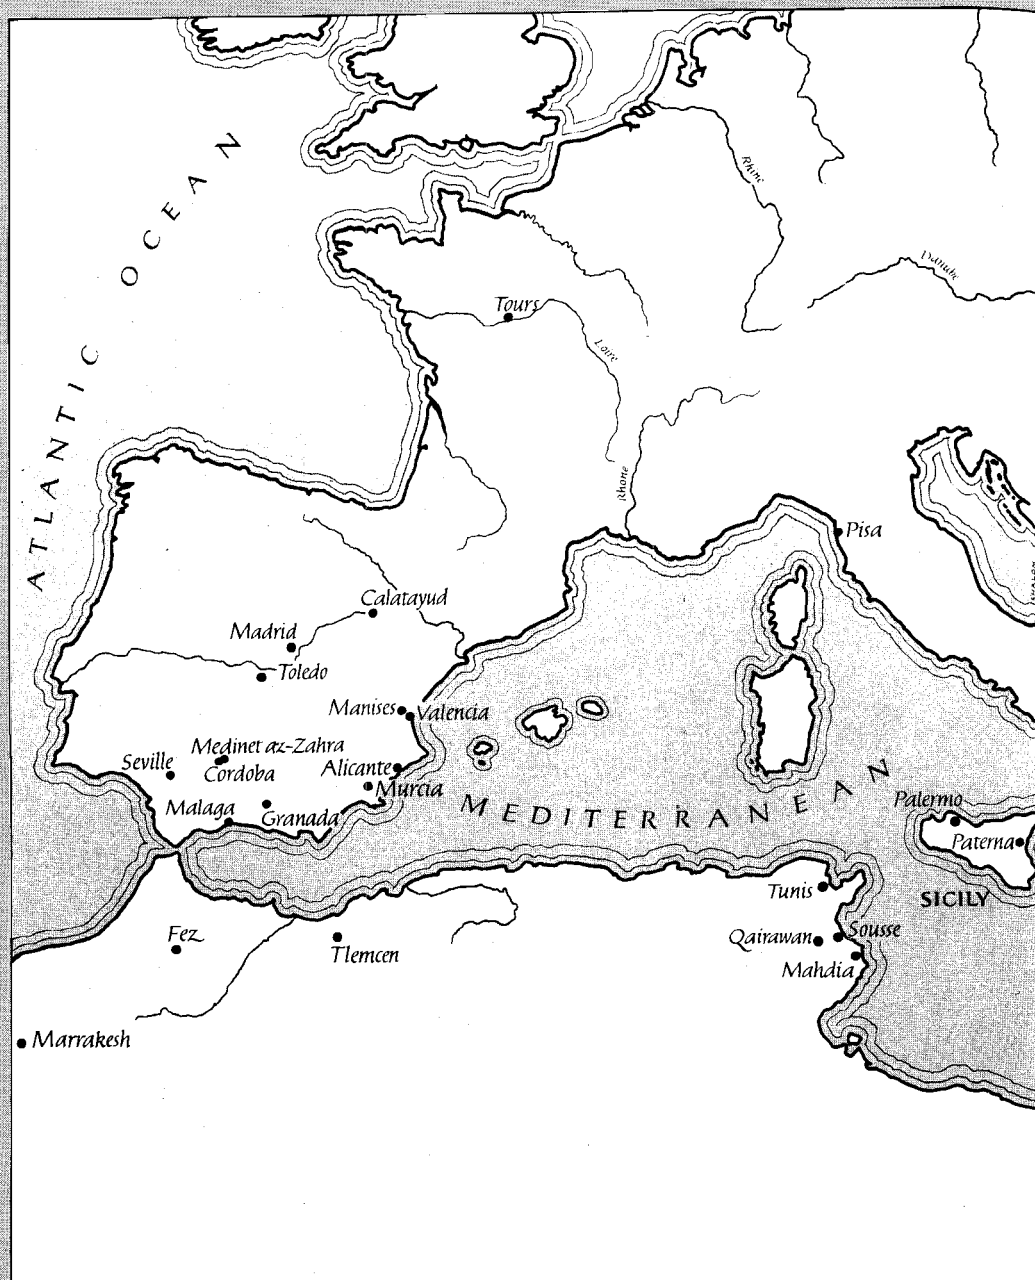 ATLANTIC OCEAN
Rhine
Danube
Tours
Loire
Rhone
Pisa
Calatayud
Madrid
Toledo
Manises
Valencia
Medinet az-Zahra
Seville
Cordoba
Alicante
Murcia
Malaga
Granada
MEDITERRANEAN
Palermo
Paterna
SICILY
Tunis
Fez
Tlemcen
Qairawan
Sousse
Mahdia
Marrakesh